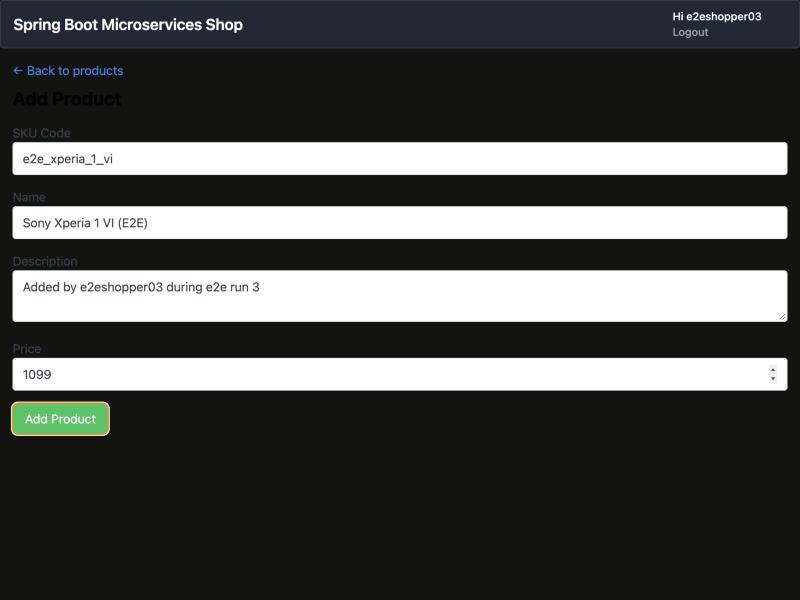 Spring Boot Microservices Shop
Hi e2eshopper03
Logout
← Back to products
Add Product
SKU Code
e2e_xperia_1_vi
Name
Sony Xperia 1 VI (E2E)
Description
Added by e2eshopper03 during e2e run 3
Price
1099
Add Product